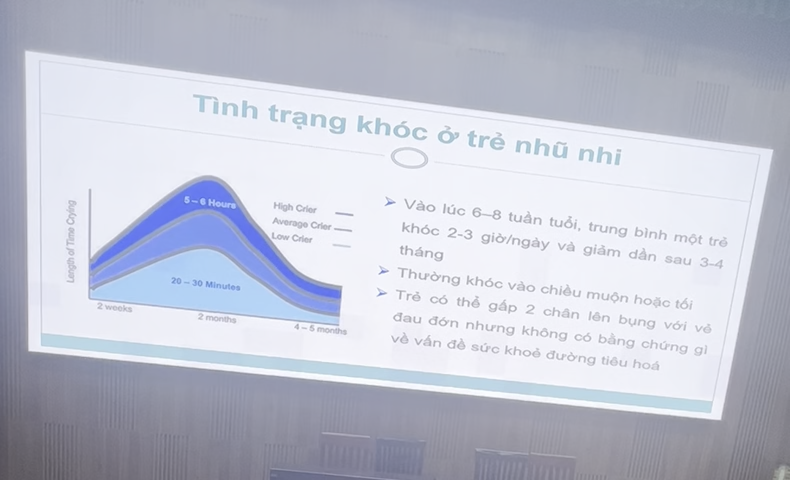 Tình trạng khóc ở trẻ nhũ nhi
Length of Time Crying
5 – 6 Hours
20 – 30 Minutes
High Crier
Average Crier
Low Crier
2 weeks
2 months
4 – 5 months
Vào lúc 6–8 tuần tuổi, trung bình một trẻ
khóc 2-3 giờ/ngày và giảm dần sau 3-4
tháng
Thường khóc vào chiều muộn hoặc tối
Trẻ có thể gấp 2 chân lên bụng với vẻ
đau đớn nhưng không có bằng chứng gì
về vấn đề sức khoẻ đường tiêu hoá